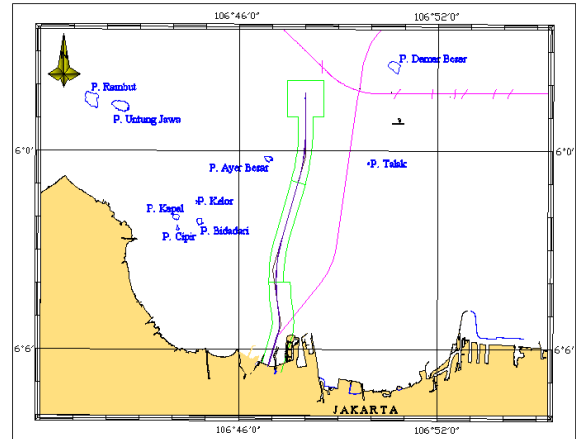 106°46'0" 106°52'0"
P. Damar Besar
P. Rambut
P. Untung Jawa
6°0' P. Ayer Besar P. Talak 6°0'
P. Kelor
P. Kapal
P. Bidadari
P. Cipir
6°6' 6°6'
JAKARTA
106°46'0" 106°52'0"